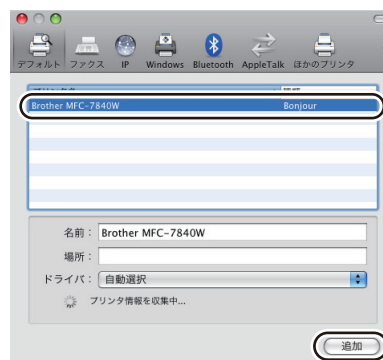 デフォルト ファクス IP Windows Bluetooth AppleTalk ほかのプリンタ
Brother MFC-7840W Bonjour
名前： Brother MFC-7840W
場所：
ドライバ： 自動選択
プリンタ情報を収集中...
追加